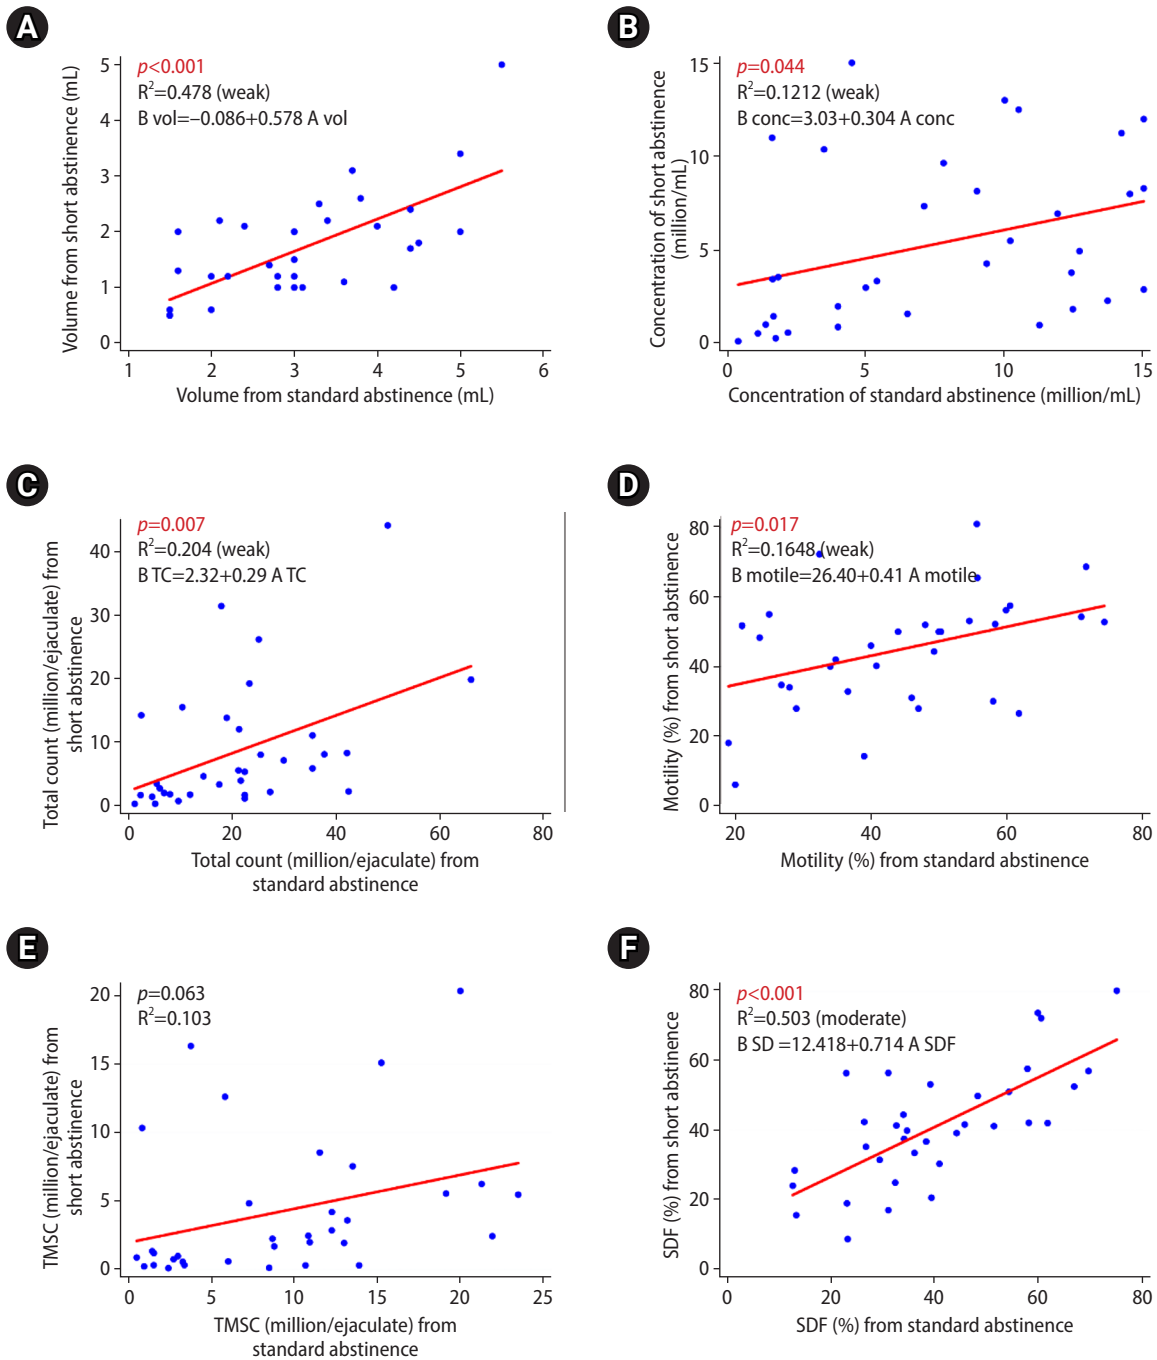 A
p<0.001
R²=0.478 (weak)
B vol=−0.086+0.578 A vol
Volume from short abstinence (mL)
5
4
3
2
1
0
1 2 3 4 5 6
Volume from standard abstinence (mL)
B
p=0.044
R²=0.1212 (weak)
B conc=3.03+0.304 A conc
Concentration of short abstinence
(million/mL)
15
10
5
0
0 5 10 15
Concentration of standard abstinence (million/mL)
C
p=0.007
R²=0.204 (weak)
B TC=2.32+0.29 A TC
Total count (million/ejaculate) from
short abstinence
40
30
20
10
0
0 20 40 60 80
Total count (million/ejaculate) from
standard abstinence
D
p=0.017
R²=0.1648 (weak)
B motile=26.40+0.41 A motile
Motility (%) from short abstinence
80
60
40
20
0
20 40 60 80
Motility (%) from standard abstinence
E
p=0.063
R²=0.103
TMSC (million/ejaculate) from
short abstinence
20
15
10
5
0
0 5 10 15 20 25
TMSC (million/ejaculate) from
standard abstinence
F
p<0.001
R²=0.503 (moderate)
B SD =12.418+0.714 A SDF
SDF (%) from short abstinence
80
60
40
20
0
0 20 40 60 80
SDF (%) from standard abstinence